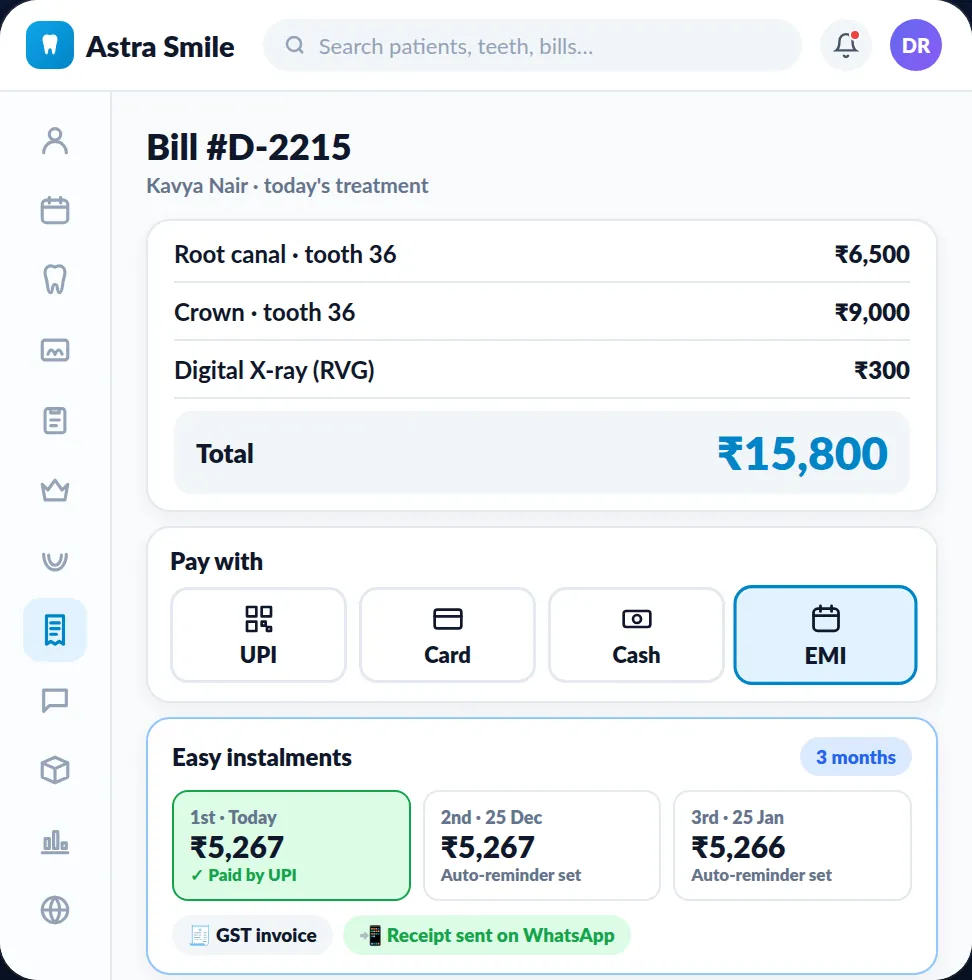 Astra Smile
Search patients, teeth, bills...
DR
Bill #D-2215
Kavya Nair · today's treatment
Root canal · tooth 36 ₹6,500
Crown · tooth 36 ₹9,000
Digital X-ray (RVG) ₹300
Total ₹15,800
Pay with
UPI Card Cash EMI
Easy instalments 3 months
1st · Today 2nd · 25 Dec 3rd · 25 Jan
₹5,267 ₹5,267 ₹5,266
✓ Paid by UPI Auto-reminder set Auto-reminder set
GST invoice Receipt sent on WhatsApp